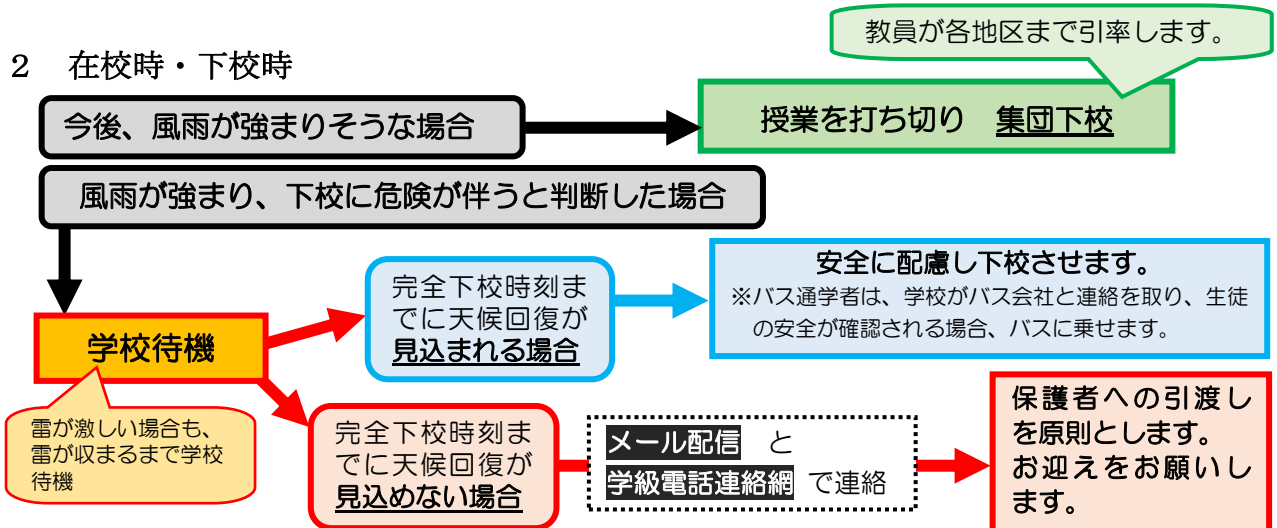 教員が各地区まで引率します。
２　在校時・下校時
今後、風雨が強まりそうな場合
授業を打ち切り　集団下校
風雨が強まり、下校に危険が伴うと判断した場合
完全下校時刻ま
でに天候回復が
見込まれる場合
安全に配慮し下校させます。
※バス通学者は、学校がバス会社と連絡を取り、生徒
の安全が確認される場合、バスに乗せます。
学校待機
雷が激しい場合も、
雷が収まるまで学校
待機
完全下校時刻ま
でに天候回復が
見込めない場合
メール配信　と
学級電話連絡網　で連絡
保護者への引渡し
を原則とします。
お迎えをお願いし
ます。